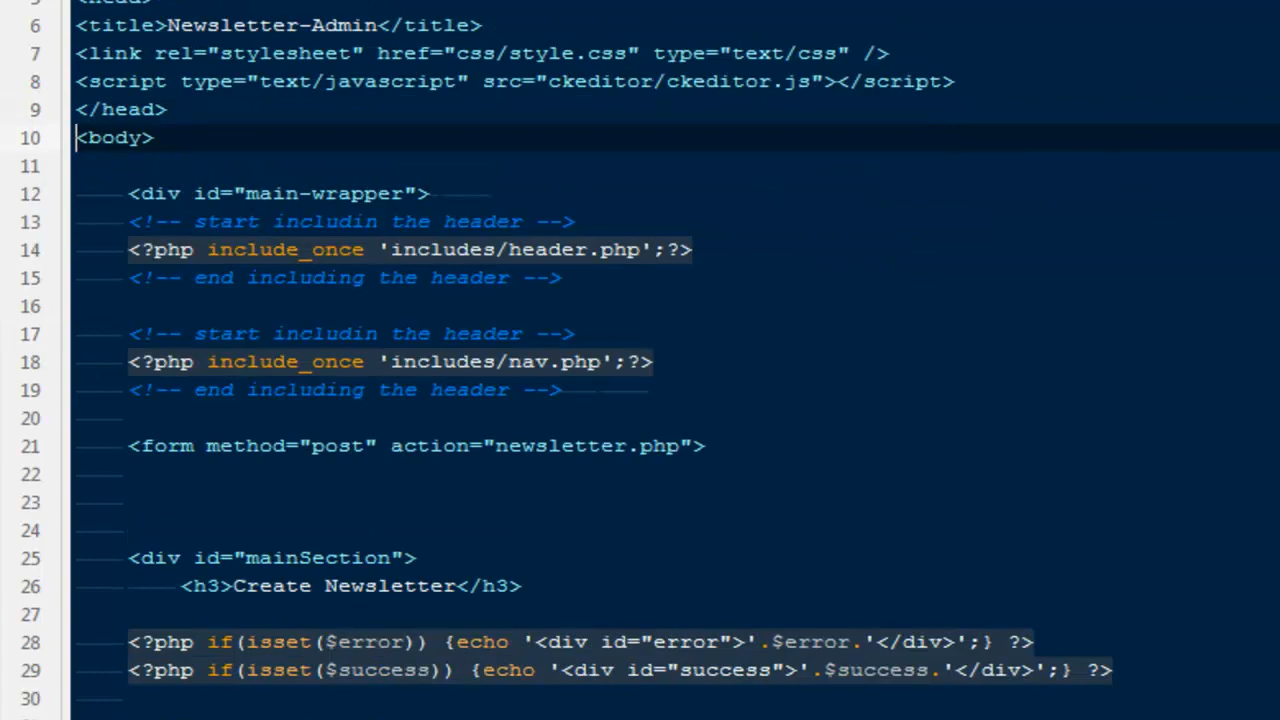 5 <head>
6 <title>Newsletter-Admin</title>
7 <link rel="stylesheet" href="css/style.css" type="text/css" />
8 <script type="text/javascript" src="ckeditor/ckeditor.js"></script>
9 </head>
10 <body>
11
12 <div id="main-wrapper">
13 <!-- start includin the header -->
14 <?php include_once 'includes/header.php';?>
15 <!-- end including the header -->
16
17 <!-- start includin the header -->
18 <?php include_once 'includes/nav.php';?>
19 <!-- end including the header -->
20
21 <form method="post" action="newsletter.php">
22
23
24
25 <div id="mainSection">
26 <h3>Create Newsletter</h3>
27
28 <?php if(isset($error)) {echo '<div id="error">'.$error.'</div>';} ?>
29 <?php if(isset($success)) {echo '<div id="success">'.$success.'</div>';} ?>
30